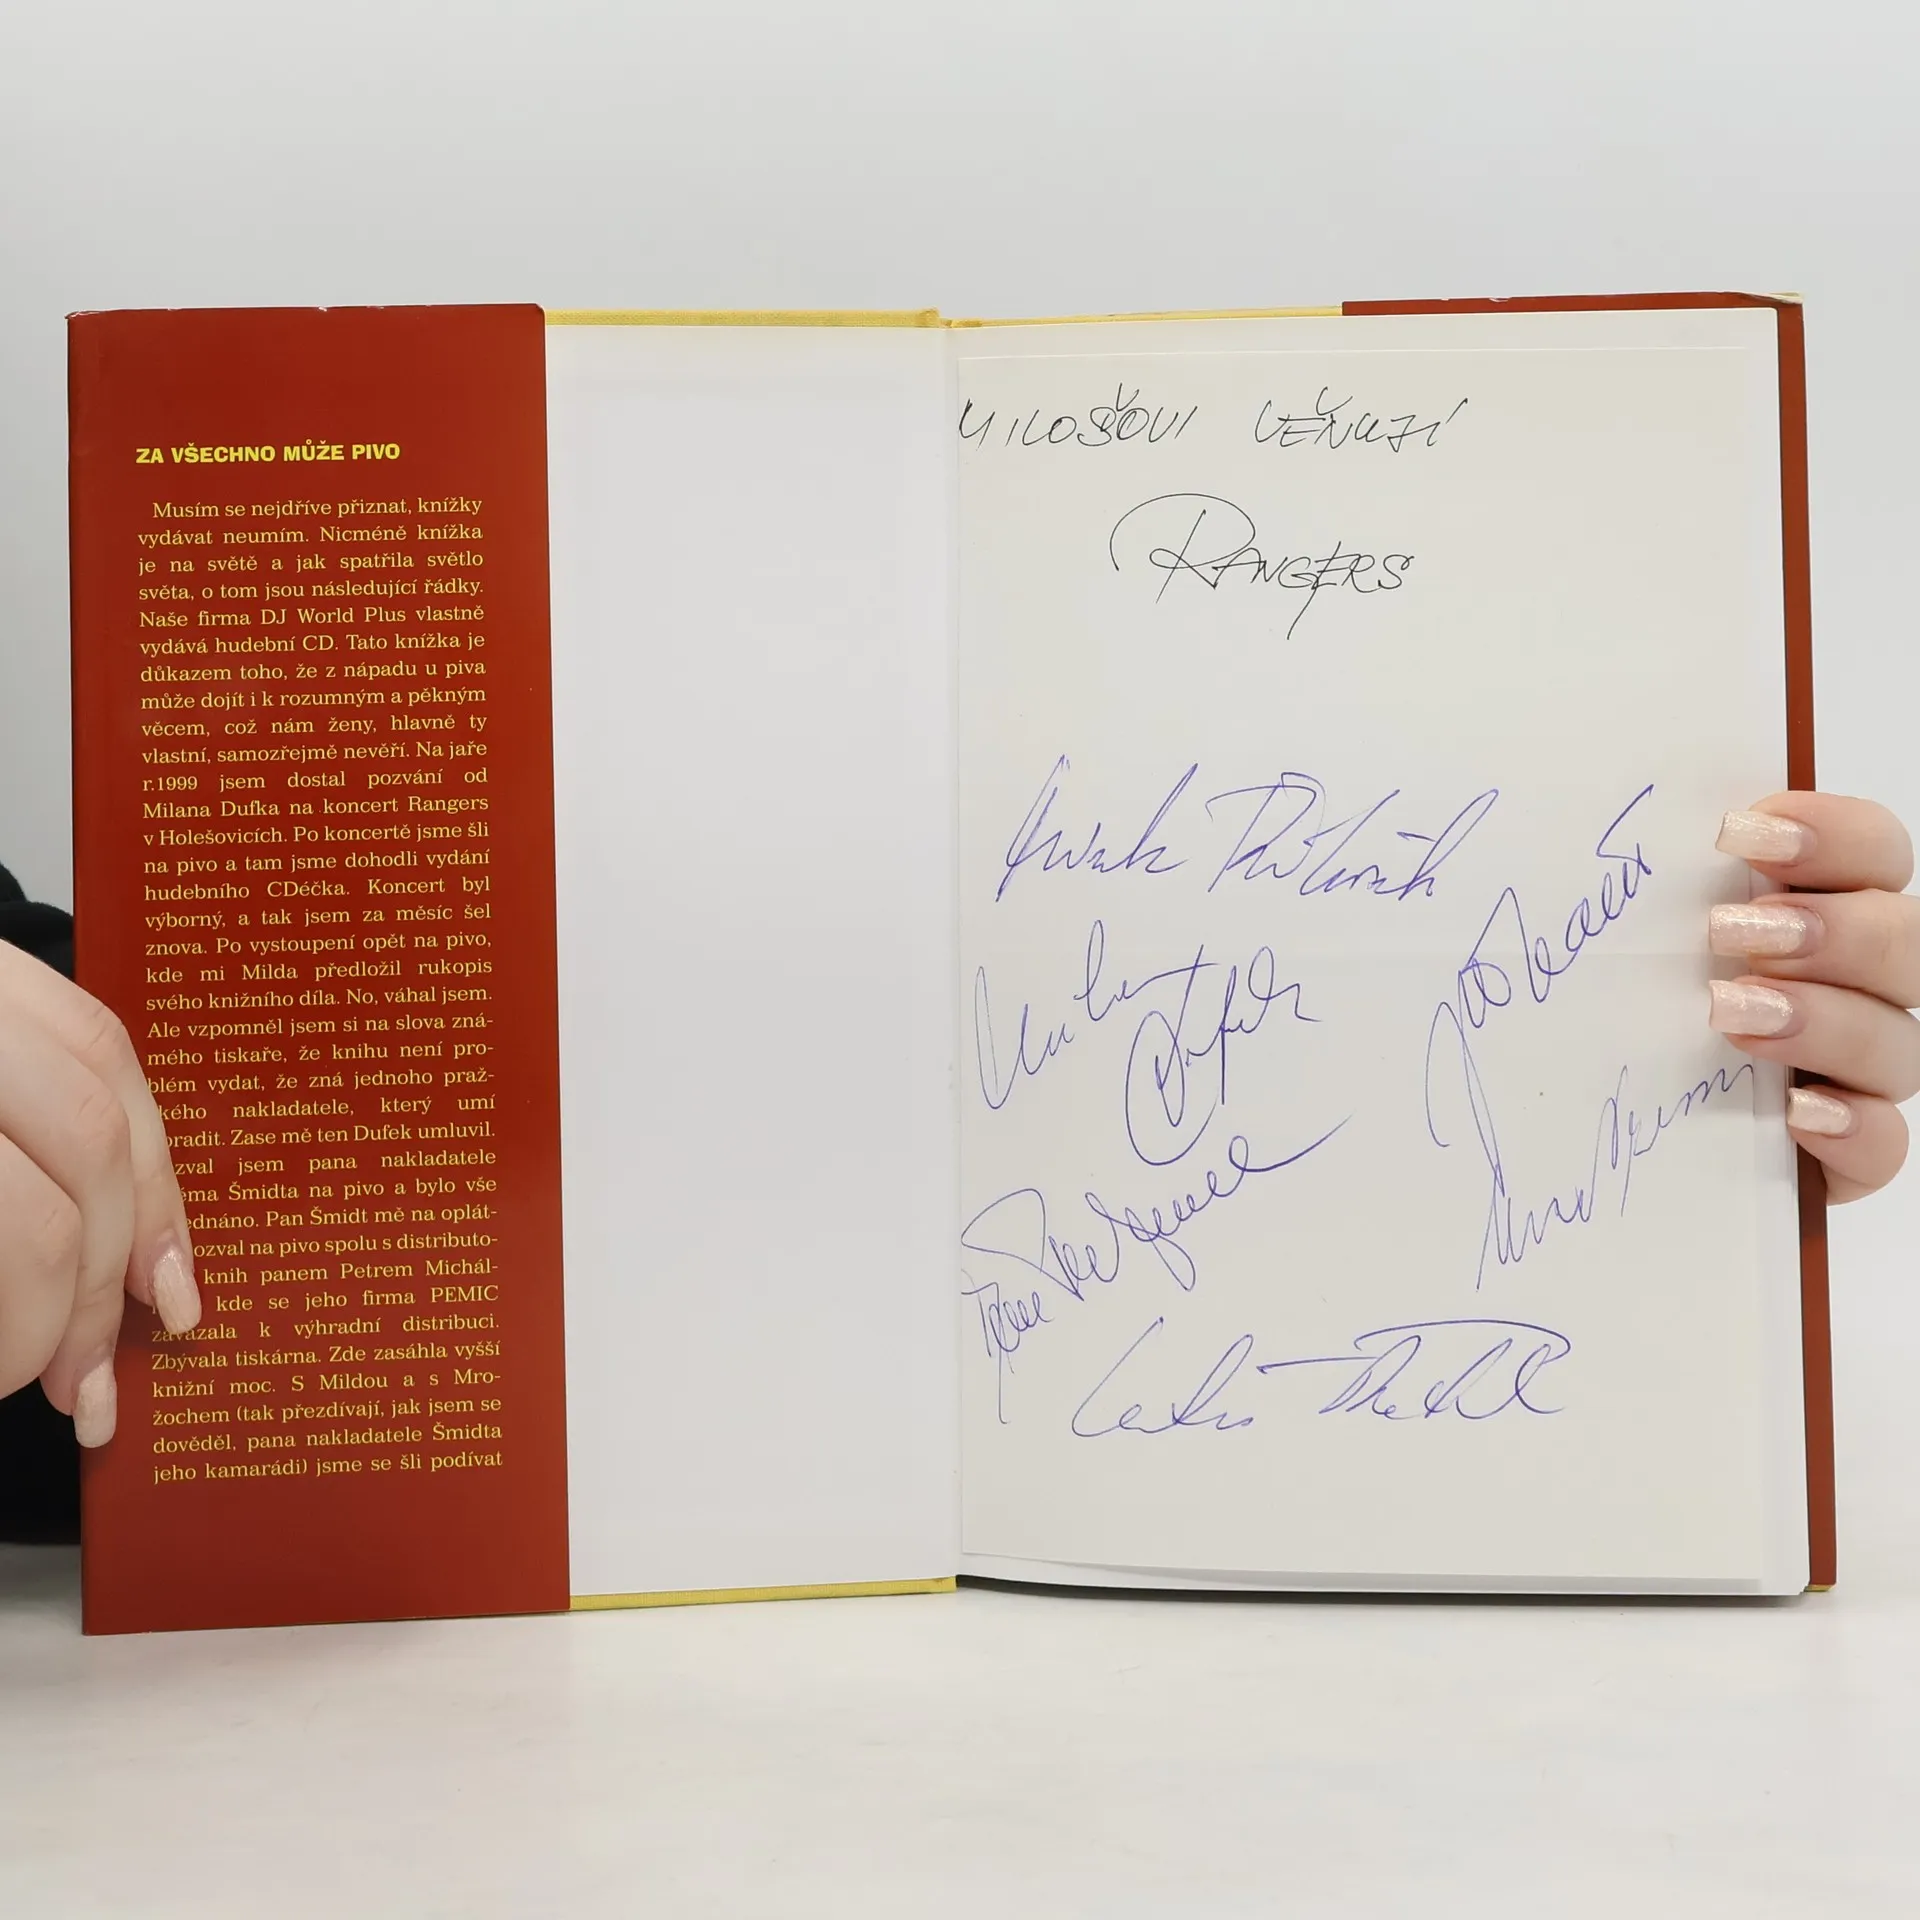 ZA VŠECHNO MŮŽE PIVO
Musím se nejdříve přiznat, knížky
vydávat neumím. Nicméně knížka
je na světě a jak spatřila světlo
světa, o tom jsou následující řádky.
Naše firma DJ World Plus vlastně
vydává hudební CD. Tato knížka je
důkazem toho, že z nápadu u piva
může dojít i k rozumným a pěkným
věcem, což nám ženy, hlavně ty
vlastní, samozřejmě nevěří. Na jaře
r.1999 jsem dostal pozvání od
Milana Dufka na koncert Rangers
v Holešovicích. Po koncertě jsme šli
na pivo a tam jsme dohodli vydání
hudebního CDéčka. Koncert byl
výborný, a tak jsem za měsíc šel
znova. Po vystoupení opět na pivo,
kde mi Milda předložil rukopis
svého knižního díla. No, váhal jsem.
Ale vzpomněl jsem si na slova zná-
mého tiskaře, že knihu není pro-
blém vydat, že zná jednoho praž-
kého nakladatele, který umí
oradit. Zase mě ten Dufek umluvil.
zval jsem pana nakladatele
éma Šmidta na pivo a bylo vše
ednáno. Pan Šmidt mě na oplát-
ozval na pivo spolu s distributo-
knih panem Petrem Michál-
kde se jeho firma PEMIC
zavázala k výhradní distribuci.
Zbývala tiskárna. Zde zasáhla vyšší
knižní moc. S Mildou a s Mro-
žochem (tak přezdívají, jak jsem se
dověděl, pana nakladatele Šmidta
jeho kamarádi) jsme se šli podívat
MILOŠOVI VĚNUJÍ
RANGERS